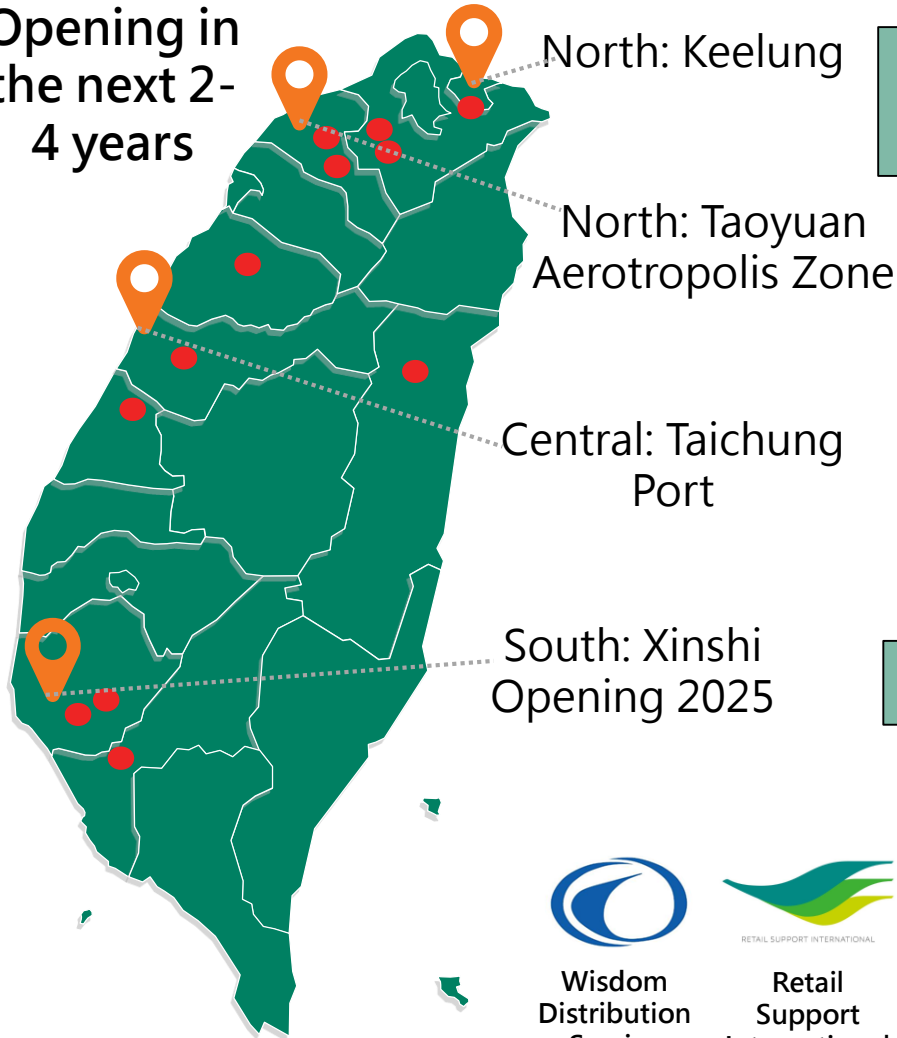 Opening in
the next 2-
4 years
North: Keelung
North: Taoyuan
Aerotropolis Zone
Central: Taichung
Port
South: Xinshi
Opening 2025
RETAIL SUPPORT INTERNATIONAL
Wisdom
Distribution
Retail
Support